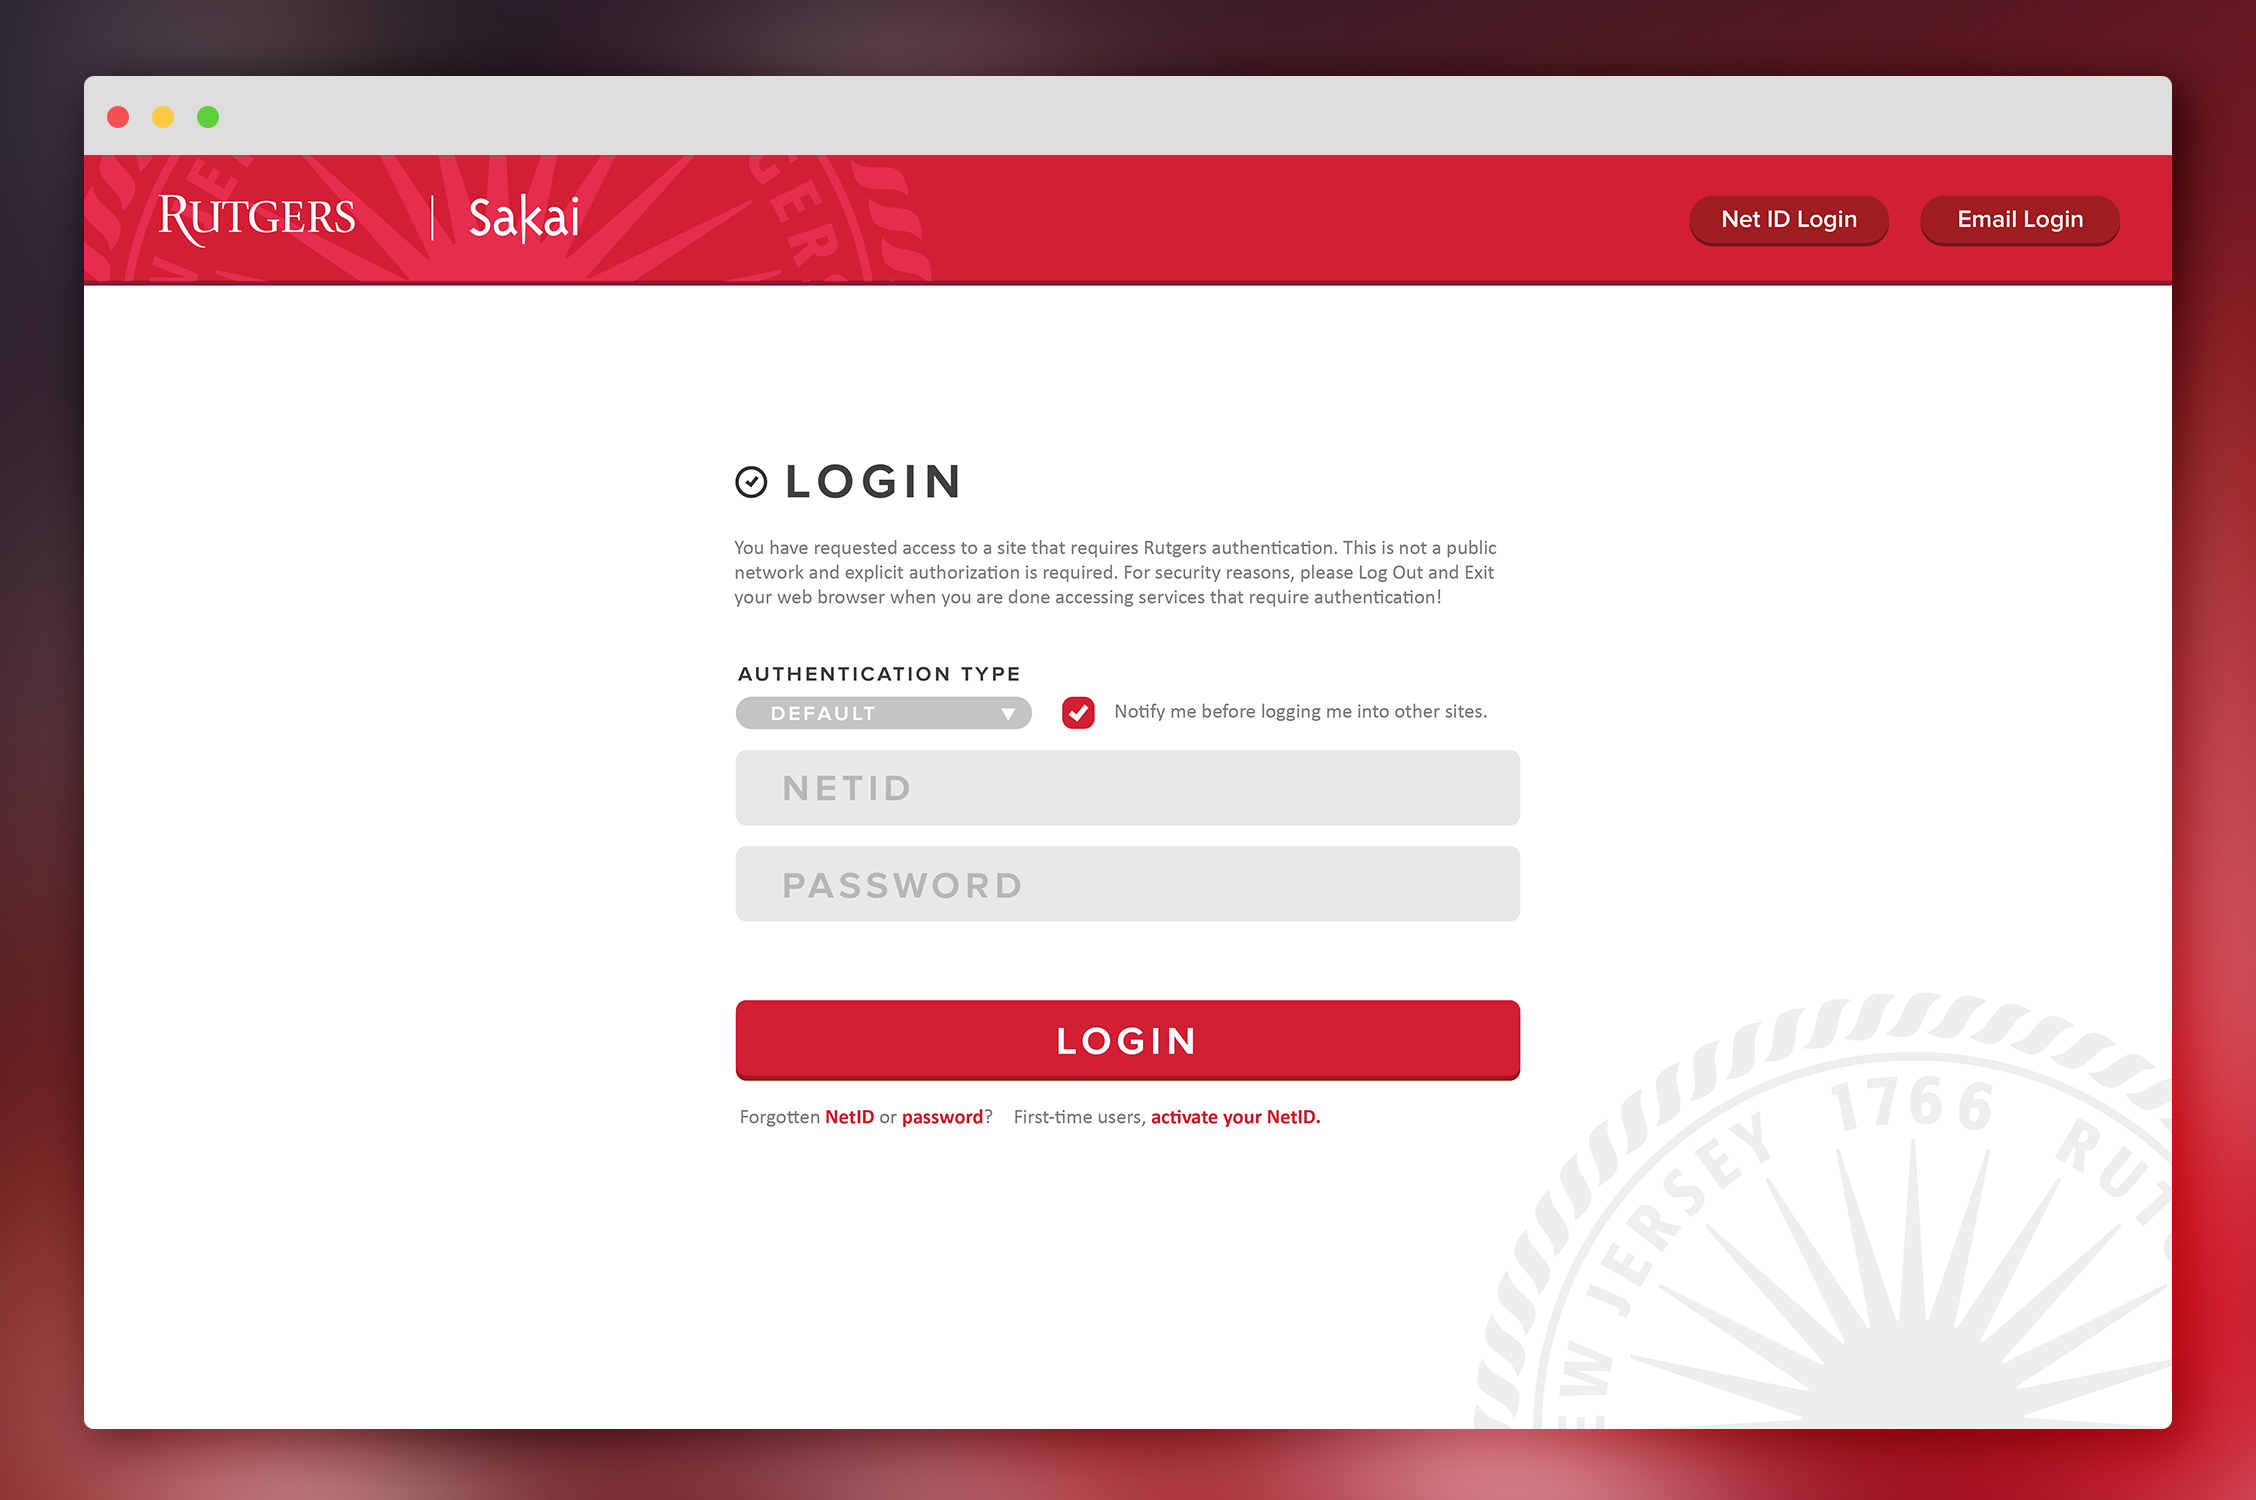 RUTGERS | Sakai
Net ID Login
Email Login
LOGIN
You have requested access to a site that requires Rutgers authentication. This is not a public
network and explicit authorization is required. For security reasons, please Log Out and Exit
your web browser when you are done accessing services that require authentication!
AUTHENTICATION TYPE
DEFAULT
Notify me before logging me into other sites.
NETID
PASSWORD
LOGIN
Forgotten NetID or password? First-time users, activate your NetID.
EW JERSEY 1766 RUT